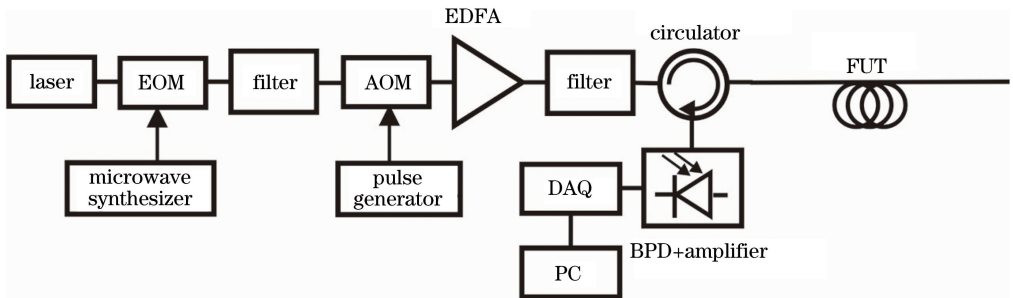 EDFA
circulator
FUT
laser
EOM
filter
AOM
filter
microwave
synthesizer
pulse
generator
DAQ
BPD+amplifier
PC